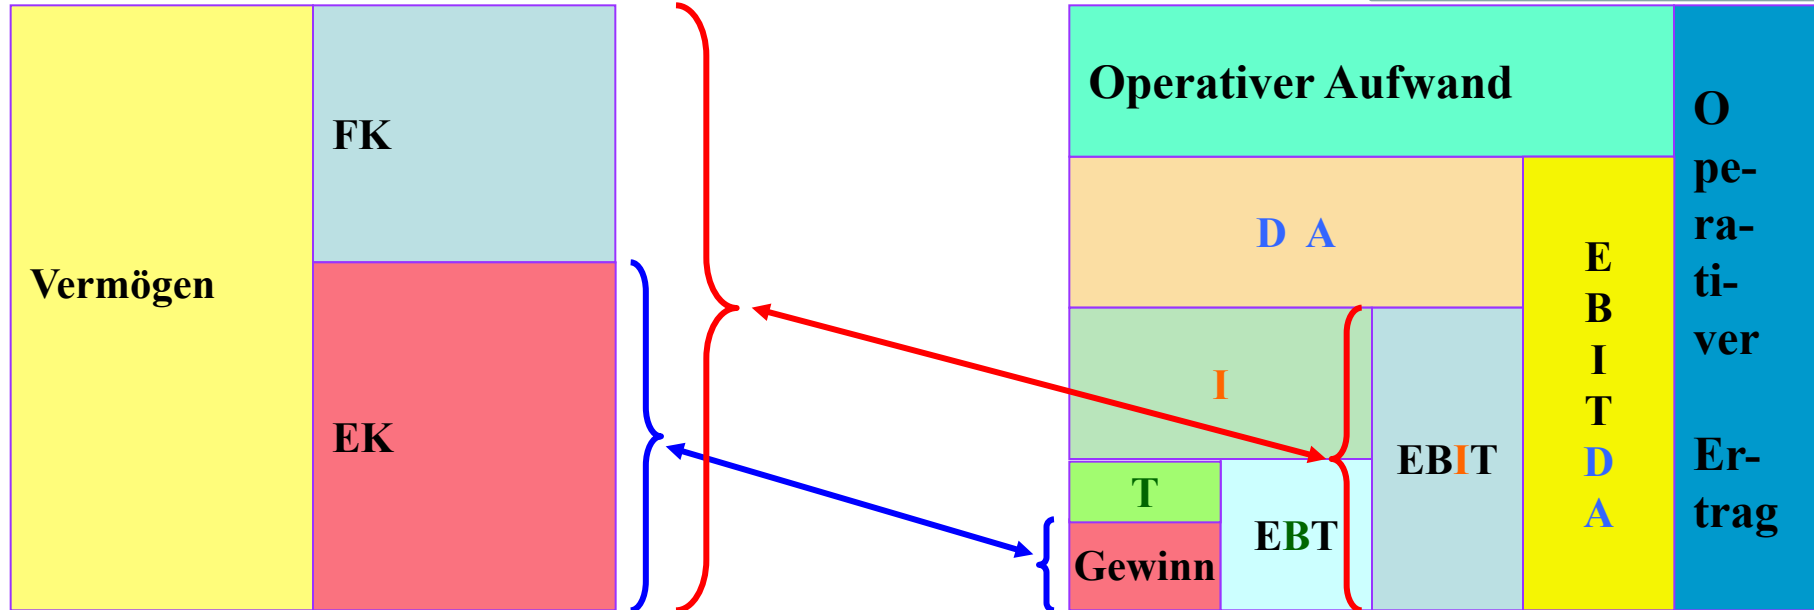 Vermögen
FK
EK
Operativer Aufwand
D A
I
T
Gewinn
EBT
EBIT
E
B
I
T
D
A
O
pe-
ra-
ti-
ver
Er-
trag